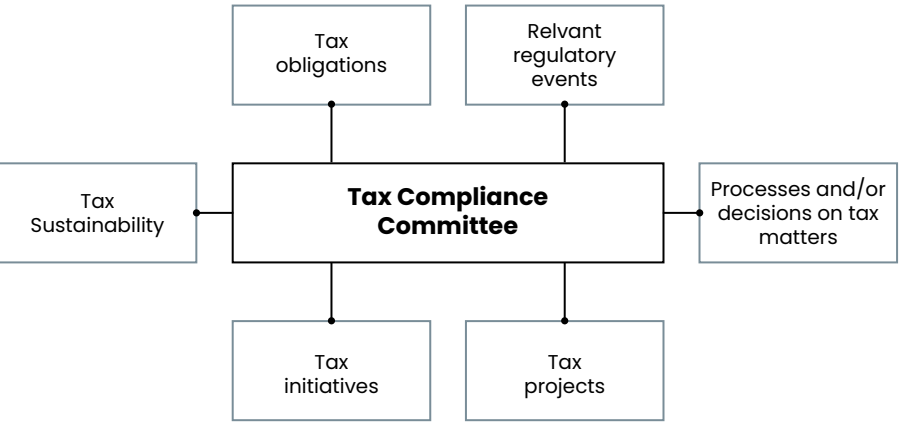 Tax
obligations
Relvant
regulatory
events
Tax
Sustainability
Tax Compliance
Committee
Processes and/or
decisions on tax
matters
Tax
initiatives
Tax
projects